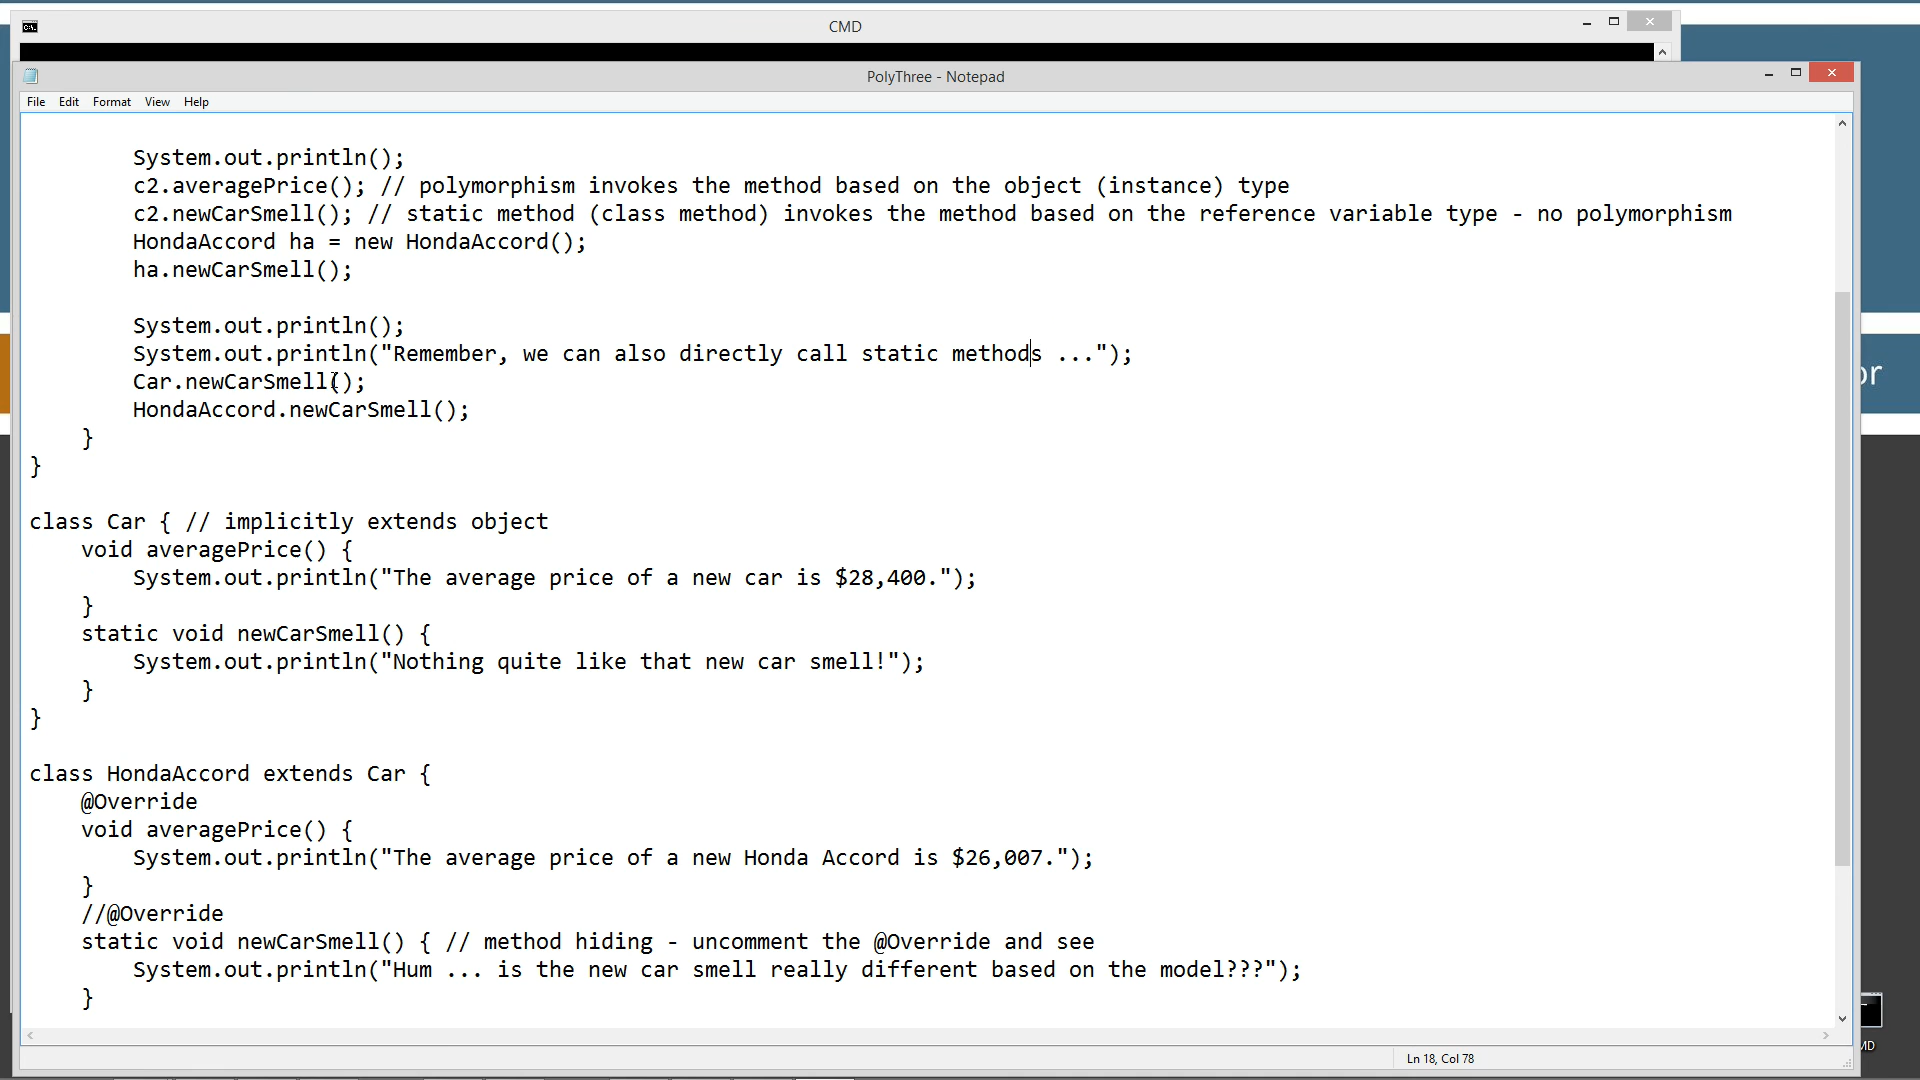 CMD
PolyThree - Notepad
File Edit Format View Help
System.out.println();
c2.averagePrice(); // polymorphism invokes the method based on the object (instance) type
c2.newCarSmell(); // static method (class method) invokes the method based on the reference variable type - no polymorphism
HondaAccord ha = new HondaAccord();
ha.newCarSmell();
System.out.println();
System.out.println("Remember, we can also directly call static methods ...");
Car.newCarSmell();
HondaAccord.newCarSmell();
}
}
class Car { // implicitly extends object
void averagePrice() {
System.out.println("The average price of a new car is $28,400.");
}
static void newCarSmell() {
System.out.println("Nothing quite like that new car smell!");
}
}
class HondaAccord extends Car {
@Override
void averagePrice() {
System.out.println("The average price of a new Honda Accord is $26,007.");
}
//@Override
static void newCarSmell() { // method hiding - uncomment the @Override and see
System.out.println("Hum ... is the new car smell really different based on the model???");
}
Ln 18, Col 78